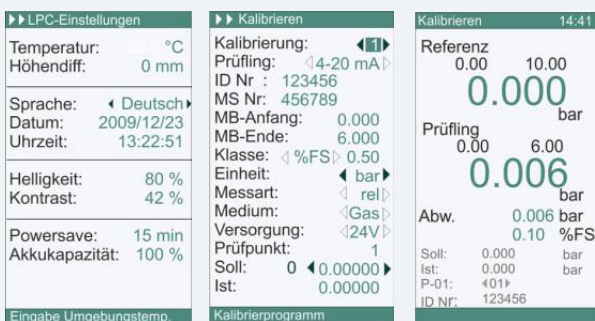 LPC-Einstellungen
Temperatur: °C
Höhendiff: 0 mm
Sprache: Deutsch
Datum: 2009/12/23
Uhrzeit: 13:22:51
Helligkeit: 80 %
Kontrast: 42 %
Powersave: 15 min
Akkukapazität: 100 %
Eingabe Umgebungstemp.
Kalibrieren
Kalibrierung: 1
Prüfling: 4-20 mA
ID Nr : 123456
MS Nr: 456789
MB-Anfang: 0.000
MB-Ende: 6.000
Klasse: %FS 0.50
Einheit: bar
Messart: rel
Medium: Gas
Versorgung: 24V
Prüfpunkt: 1
Soll: 0 0.00000
Ist: 0.00000
Kalibrierprogramm
Kalibrieren 14:41
Referenz
0.00 10.00
0.000
bar
Prüfling
0.00 6.00
0.006
bar
Abw. 0.006 bar
0.10 %FS
Soll: 0.000 bar
Ist: 0.000 bar
P-01: 01
ID Nr: 123456